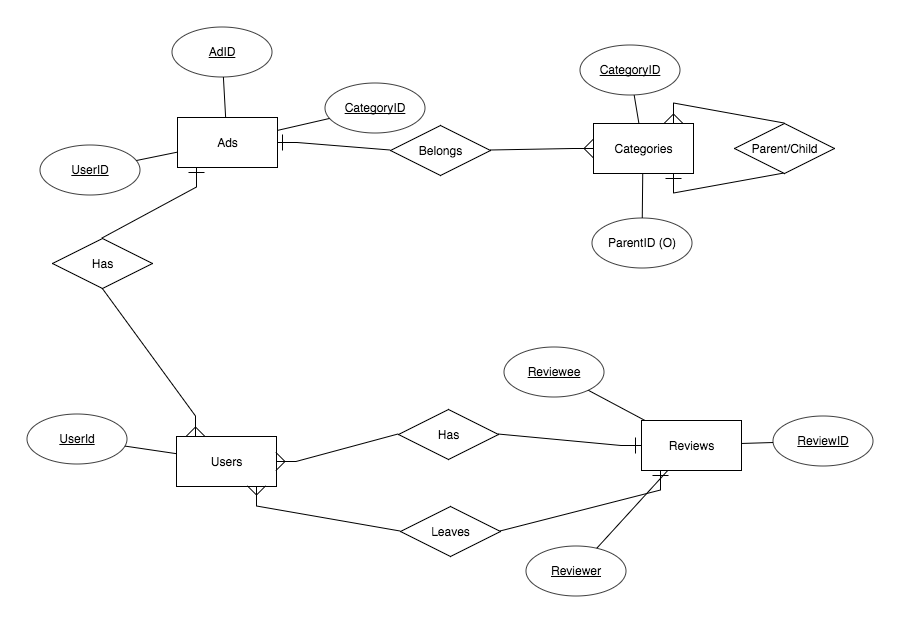 AdID
CategoryID
CategoryID
Ads
Belongs
Categories
Parent/Child
UserID
ParentID (O)
Has
Reviewee
UserId
Has
Reviews
ReviewID
Users
Leaves
Reviewer